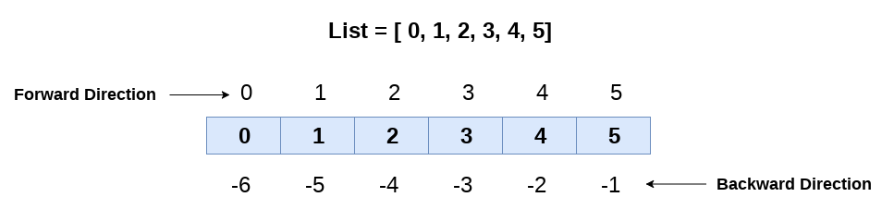 List = [ 0, 1, 2, 3, 4, 5]
Forward Direction 0 1 2 3 4 5
0 1 2 3 4 5
-6 -5 -4 -3 -2 -1 Backward Direction